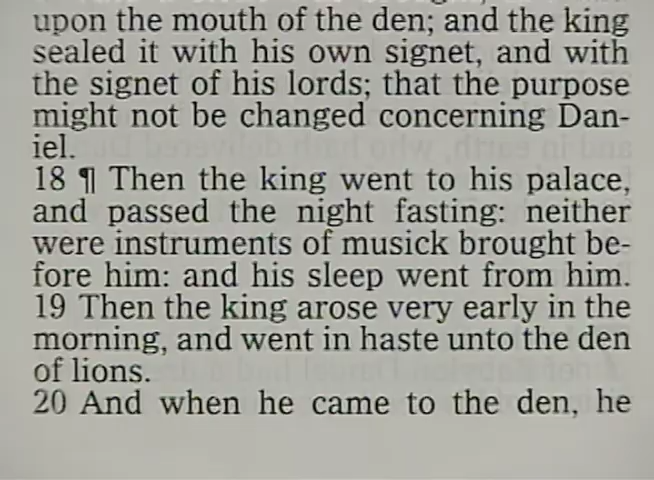 upon the mouth of the den; and the king
sealed it with his own signet, and with
the signet of his lords; that the purpose
might not be changed concerning Dan-
iel.
18 ¶ Then the king went to his palace,
and passed the night fasting: neither
were instruments of musick brought be-
fore him: and his sleep went from him.
19 Then the king arose very early in the
morning, and went in haste unto the den
of lions.
20 And when he came to the den, he